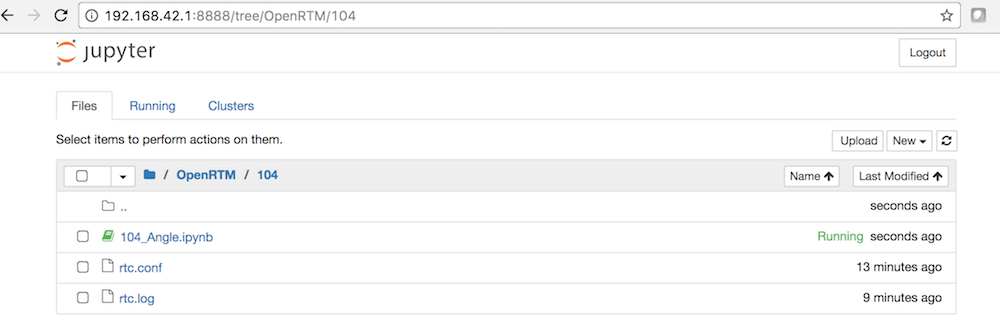 192.168.42.1:8888/tree/OpenRTM/104
jupyter Logout
Files Running Clusters
Select items to perform actions on them. Upload New
/ OpenRTM / 104 Name Last Modified
.. seconds ago
104_Angle.ipynb Running seconds ago
rtc.conf 13 minutes ago
rtc.log 9 minutes ago